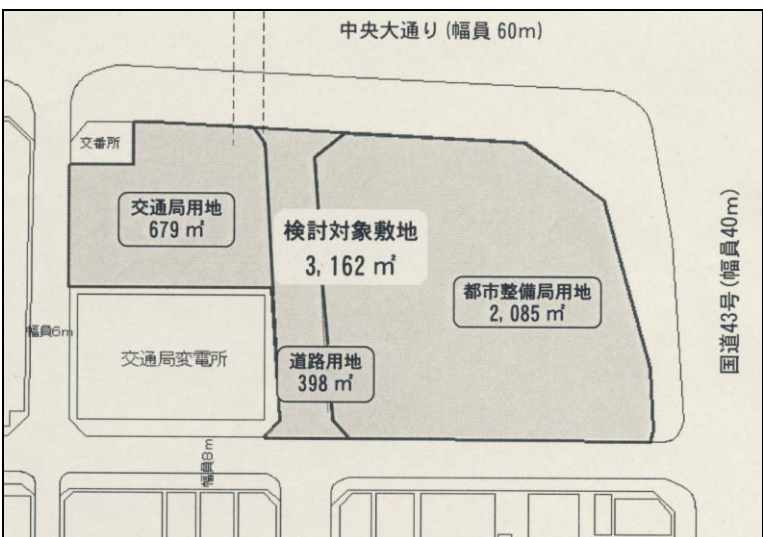 中央大通り(幅員 60m)
交番所
交通局用地
679 ㎡
検討対象敷地
3,162 ㎡
都市整備局用地
2,085 ㎡
国道43号(幅員40m)
幅員6m
交通局変電所
道路用地
398 ㎡
幅員8m